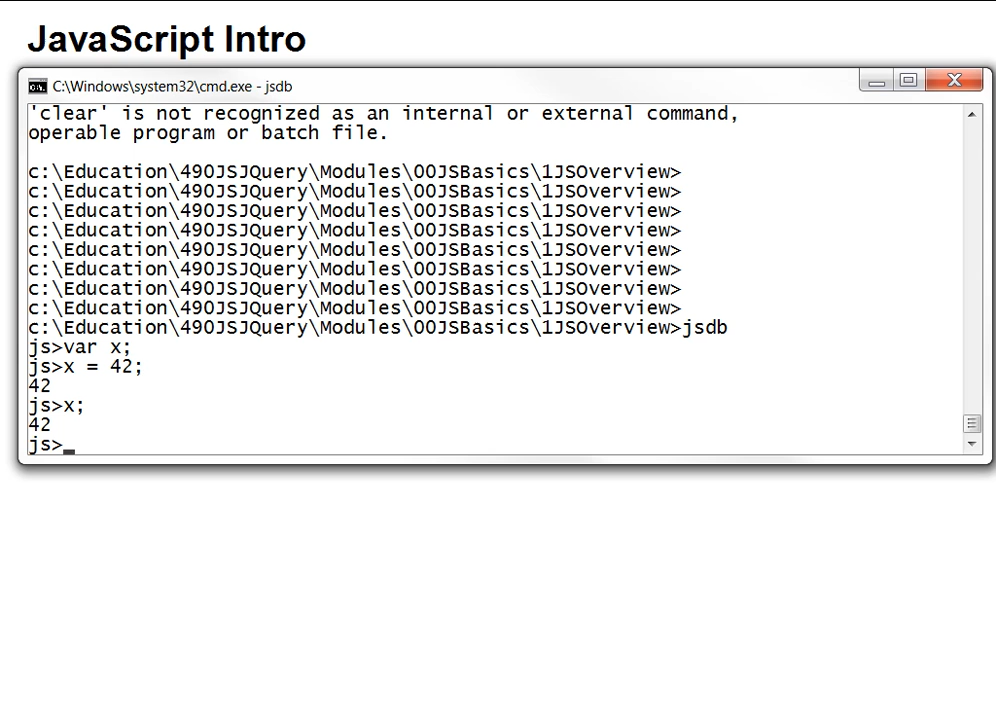 JavaScript Intro
C:\Windows\system32\cmd.exe - jsdb
'clear' is not recognized as an internal or external command,
operable program or batch file.
c:\Education\490JSJQuery\Modules\00JSBasics\1JSOverview>
c:\Education\490JSJQuery\Modules\00JSBasics\1JSOverview>
c:\Education\490JSJQuery\Modules\00JSBasics\1JSOverview>
c:\Education\490JSJQuery\Modules\00JSBasics\1JSOverview>
c:\Education\490JSJQuery\Modules\00JSBasics\1JSOverview>
c:\Education\490JSJQuery\Modules\00JSBasics\1JSOverview>
c:\Education\490JSJQuery\Modules\00JSBasics\1JSOverview>
c:\Education\490JSJQuery\Modules\00JSBasics\1JSOverview>
c:\Education\490JSJQuery\Modules\00JSBasics\1JSOverview>jsdb
js>var x;
js>x = 42;
42
js>x;
42
js>_